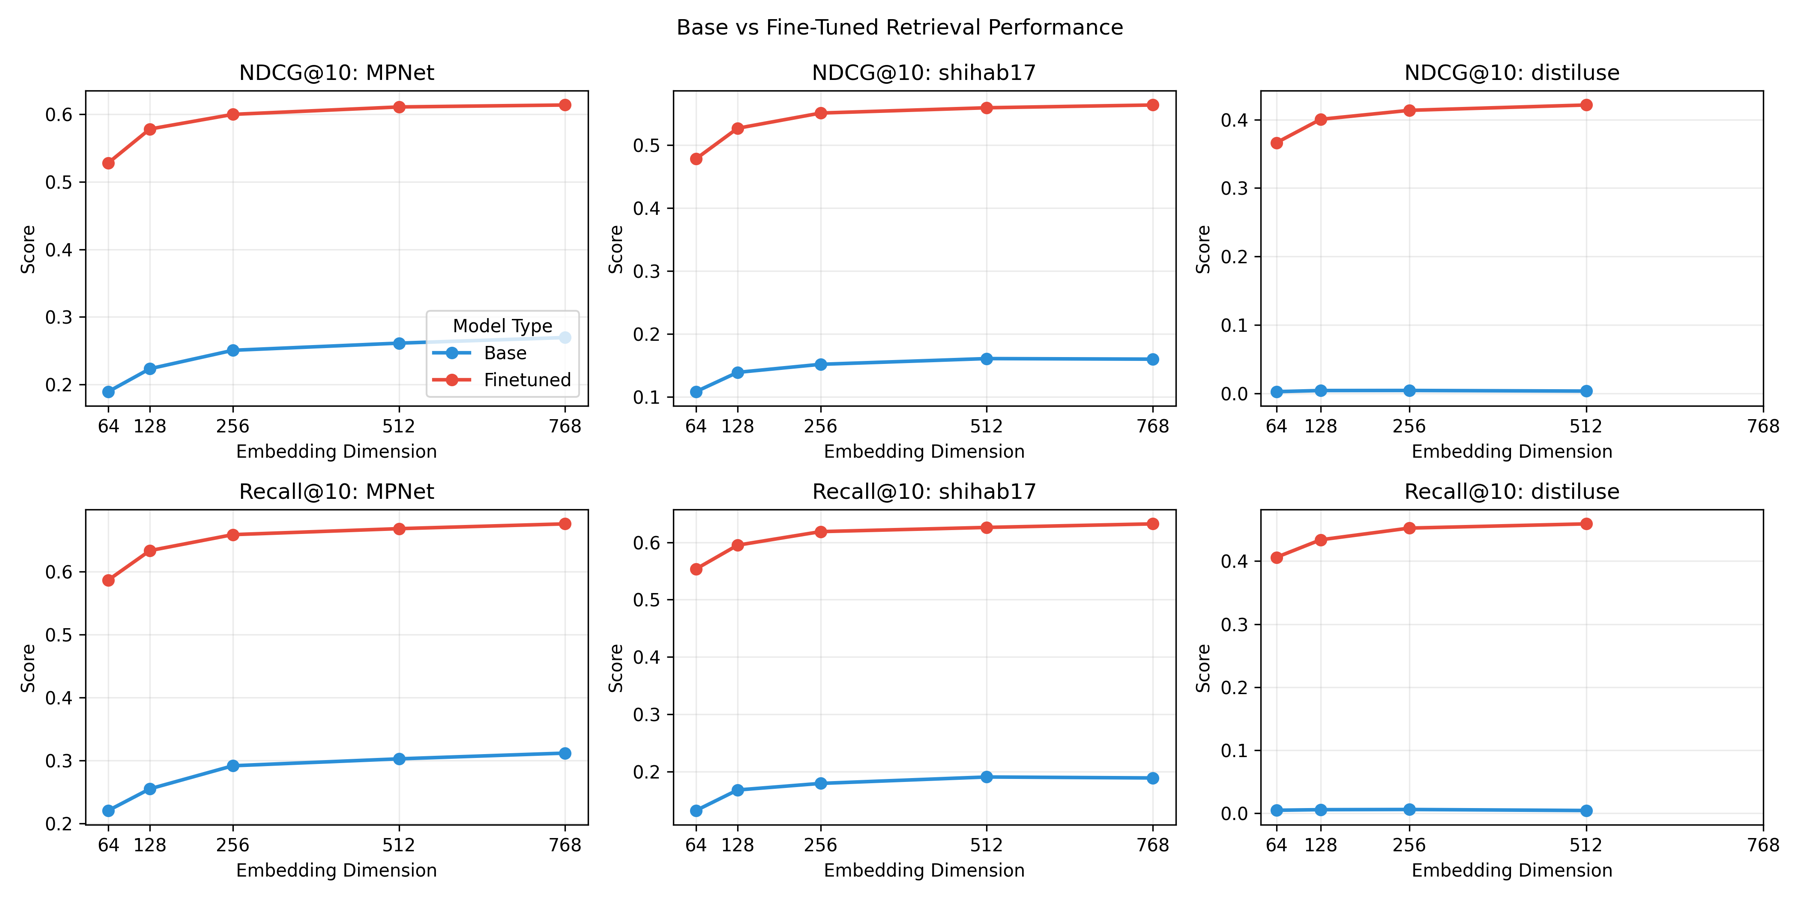 Base vs Fine-Tuned Retrieval Performance
NDCG@10: MPNet
Score
0.6
0.5
0.4
0.3
0.2
Model Type
Base
Finetuned
64 128 256 512 768
Embedding Dimension
NDCG@10: shihab17
Score
0.5
0.4
0.3
0.2
0.1
64 128 256 512 768
Embedding Dimension
NDCG@10: distiluse
Score
0.4
0.3
0.2
0.1
0.0
64 128 256 512 768
Embedding Dimension
Recall@10: MPNet
Score
0.6
0.5
0.4
0.3
0.2
64 128 256 512 768
Embedding Dimension
Recall@10: shihab17
Score
0.6
0.5
0.4
0.3
0.2
64 128 256 512 768
Embedding Dimension
Recall@10: distiluse
Score
0.4
0.3
0.2
0.1
0.0
64 128 256 512 768
Embedding Dimension